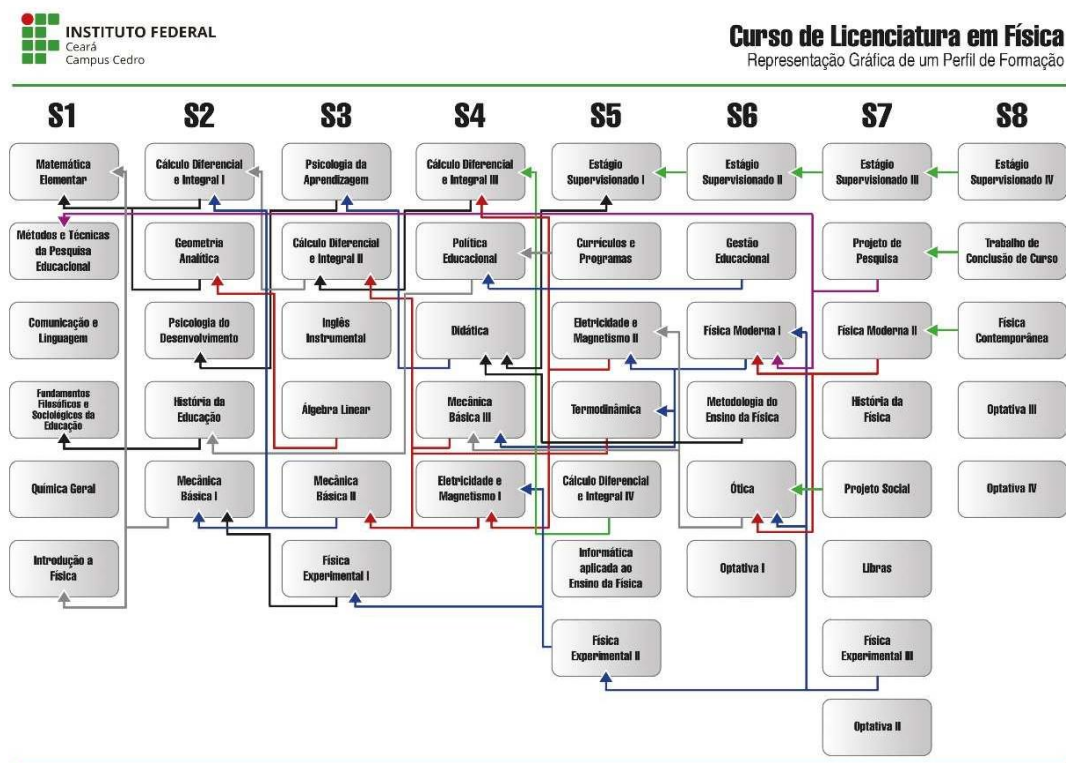 INSTITUTO FEDERAL
Ceará
Campus Cedro
Curso de Licenciatura em Física
Representação Gráfica de um Perfil de Formação
S1
S2
S3
S4
S5
S6
S7
S8
Matemática
Elementar
Cálculo Diferencial
e Integral I
Psicologia da
Aprendizagem
Cálculo Diferencial
e Integral III
Estágio
Supervisionado I
Estágio
Supervisionado II
Estágio
Supervisionado III
Estágio
Supervisionado IV
Métodos e Técnicas
da Pesquisa
Educacional
Geometria
Analítica
Cálculo Diferencial
e Integral II
Política
Educacional
Currículos e
Programas
Gestão
Educacional
Projeto de
Pesquisa
Trabalho de
Conclusão de Curso
Comunicação e
Linguagem
Psicologia do
Desenvolvimento
Inglês
Instrumental
Didática
Eletricidade e
Magnetismo II
Física Moderna I
Física Moderna II
Física
Contemporânea
Fundamentos
Filosóficos e
Sociológicos da
Educação
História da
Educação
Álgebra Linear
Mecânica
Básica III
Termodinâmica
Metodologia do
Ensino da Física
História da
Física
Optativa III
Química Geral
Mecânica
Básica I
Mecânica
Básica II
Eletricidade e
Magnetismo I
Cálculo Diferencial
e Integral IV
Ótica
Projeto Social
Optativa IV
Introdução a
Física
Física
Experimental I
Informática
aplicada ao
Ensino da Física
Optativa I
Libras
Física
Experimental II
Física
Experimental III
Optativa II